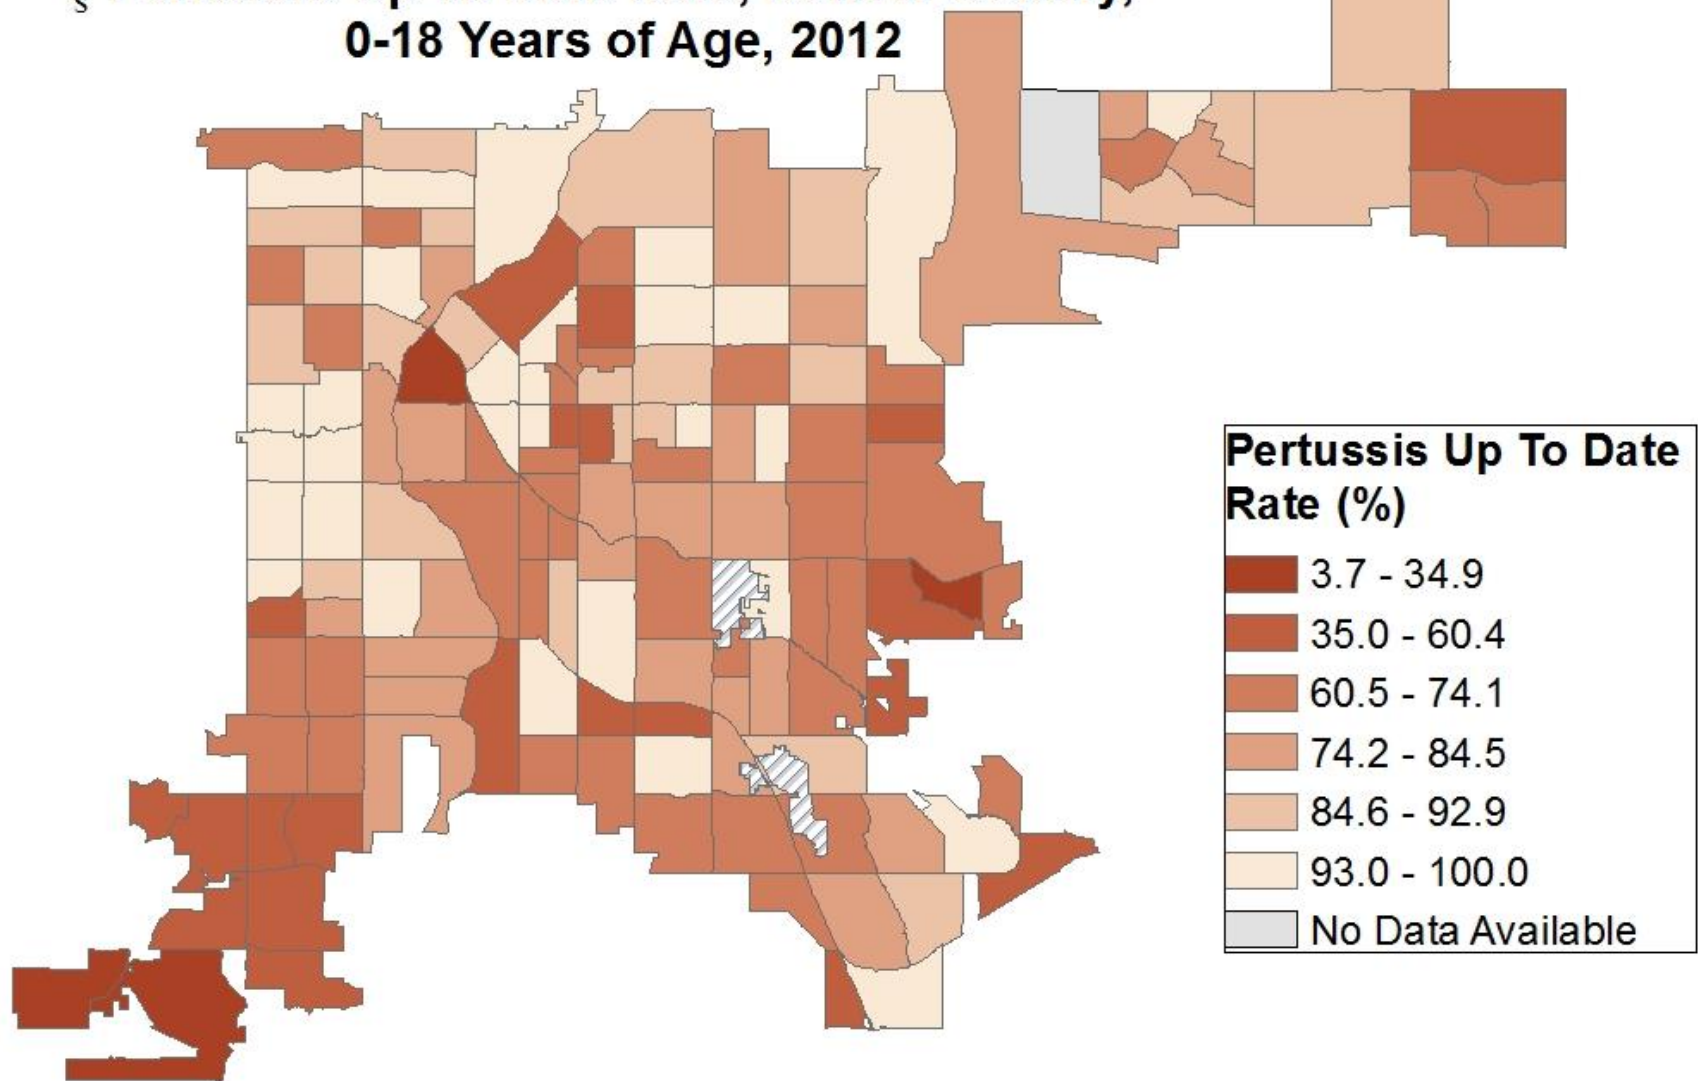 0-18 Years of Age, 2012
Pertussis Up To Date
Rate (%)
3.7 - 34.9
35.0 - 60.4
60.5 - 74.1
74.2 - 84.5
84.6 - 92.9
93.0 - 100.0
No Data Available